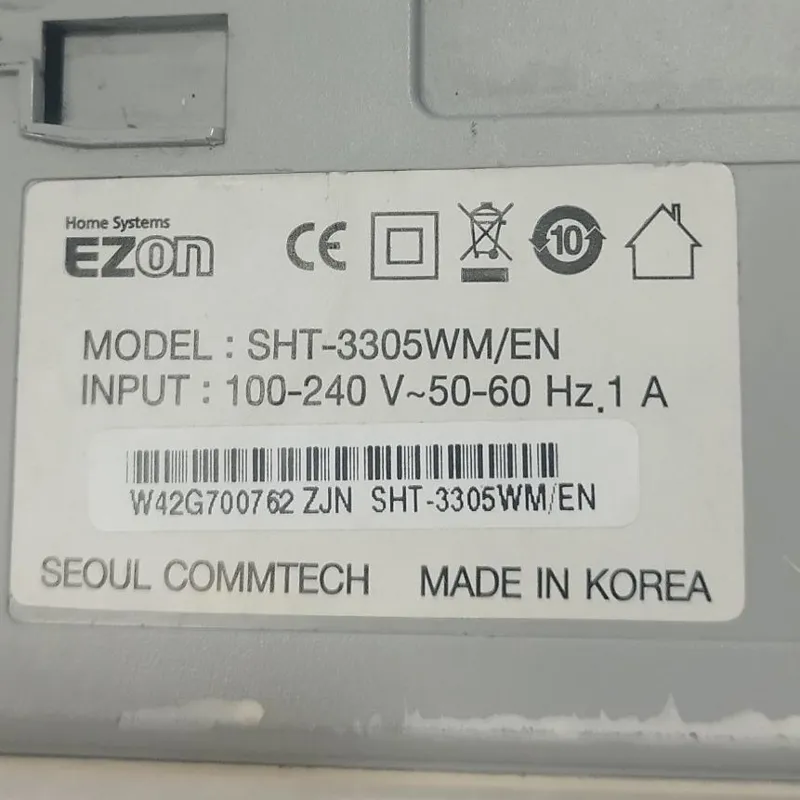 Home Systems
EZON
CE
10
MODEL : SHT-3305WM/EN
INPUT : 100-240 V~50-60 Hz.1 A
W42G700762 ZJN SHT-3305WM/EN
SEOUL COMMTECH MADE IN KOREA